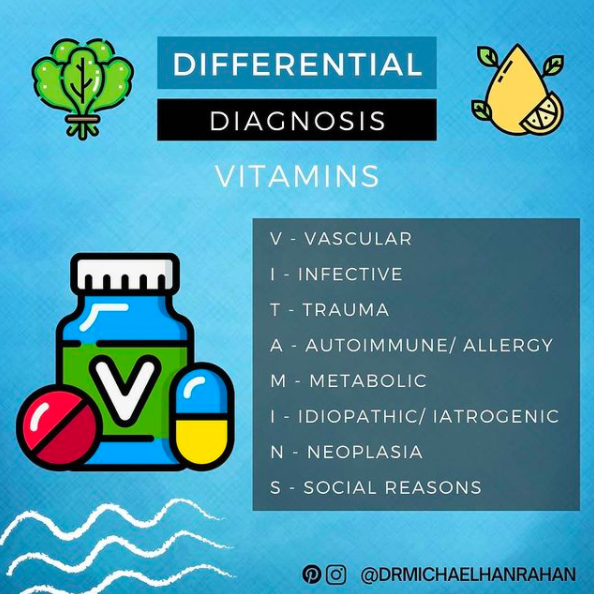 DIFFERENTIAL
DIAGNOSIS
VITAMINS
V - VASCULAR
I - INFECTIVE
T - TRAUMA
A - AUTOIMMUNE/ ALLERGY
M - METABOLIC
I - IDIOPATHIC/ IATROGENIC
N - NEOPLASIA
S - SOCIAL REASONS
V
@DRMICHAELHANRAHAN